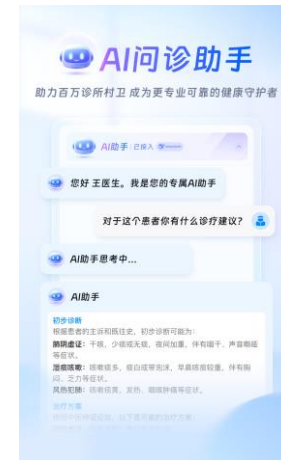 AI问诊助手
助力百万诊所村卫 成为更专业可靠的健康守护者
AI助手 已接入
您好 王医生。我是您的专属AI助手
对于这个患者你有什么诊疗建议?
AI助手思考中...
AI助手
初步诊断
根据患者的主诉和既往史,初步诊断可能为:
肺阴虚证:干咳、少痰或无痰、夜间加重,伴有咽干、声音嘶哑
等症状。
湿痰咳嗽:咳嗽痰多、痰白或带泡沫,早晨咳痰较重,伴有胸
闷、乏力等症状。
风热犯肺:咳嗽痰黄、发热、咽喉肿痛等症状。
治疗方案